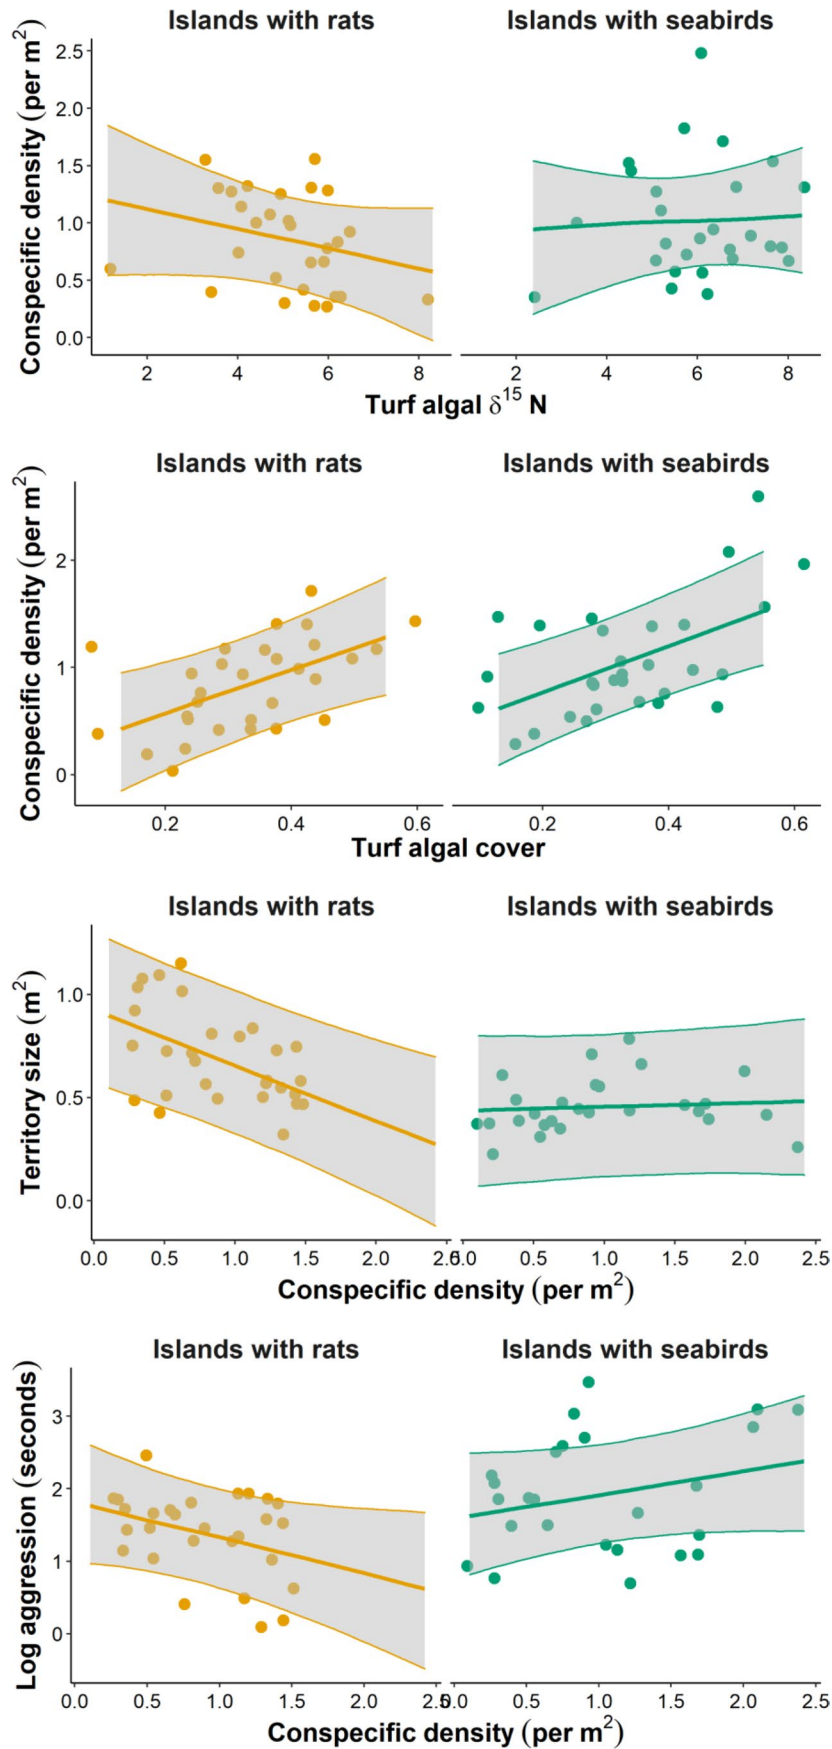 Islands with rats Islands with seabirds
Conspecific density (per m²)
2.5
2.0
1.5
1.0
0.5
0.0
2 4 6 8 2 4 6 8
Turf algal δ¹⁵ N
Islands with rats Islands with seabirds
Conspecific density (per m²)
2
1
0
0.2 0.4 0.6 0.2 0.4 0.6
Turf algal cover
Islands with rats Islands with seabirds
Territory size (m²)
1.0
0.5
0.0
0.0 0.5 1.0 1.5 2.0 2.5 0.0 0.5 1.0 1.5 2.0 2.5
Conspecific density (per m²)
Islands with rats Islands with seabirds
Log aggression (seconds)
3
2
1
0
0.0 0.5 1.0 1.5 2.0 2.5 0.0 0.5 1.0 1.5 2.0 2.5
Conspecific density (per m²)